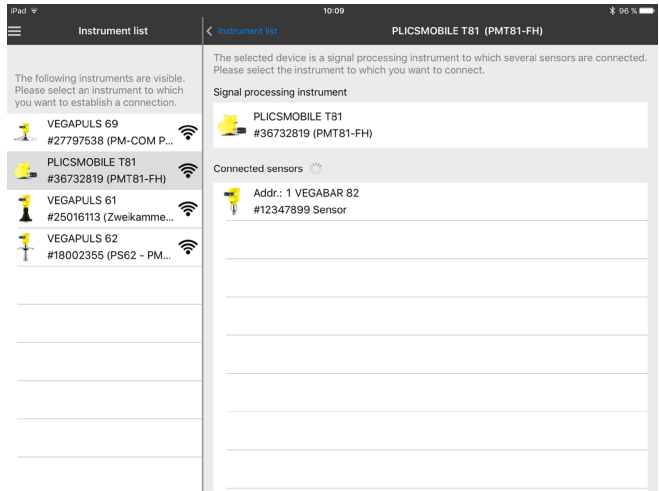 iPad
10:09
96 %
Instrument list
Instrument list
PLICSMOBILE T81 (PMT81-FH)
The following instruments are visible.
Please select an instrument to which
you want to establish a connection.
VEGAPULS 69
#27797538 (PM-COM P...
PLICSMOBILE T81
#36732819 (PMT81-FH)
VEGAPULS 61
#25016113 (Zweikamme...
VEGAPULS 62
#18002355 (PS62 - PM...
The selected device is a signal processing instrument to which several sensors are connected.
Please select the instrument to which you want to connect.
Signal processing instrument
PLICSMOBILE T81
#36732819 (PMT81-FH)
Connected sensors
Addr.: 1 VEGABAR 82
#12347899 Sensor